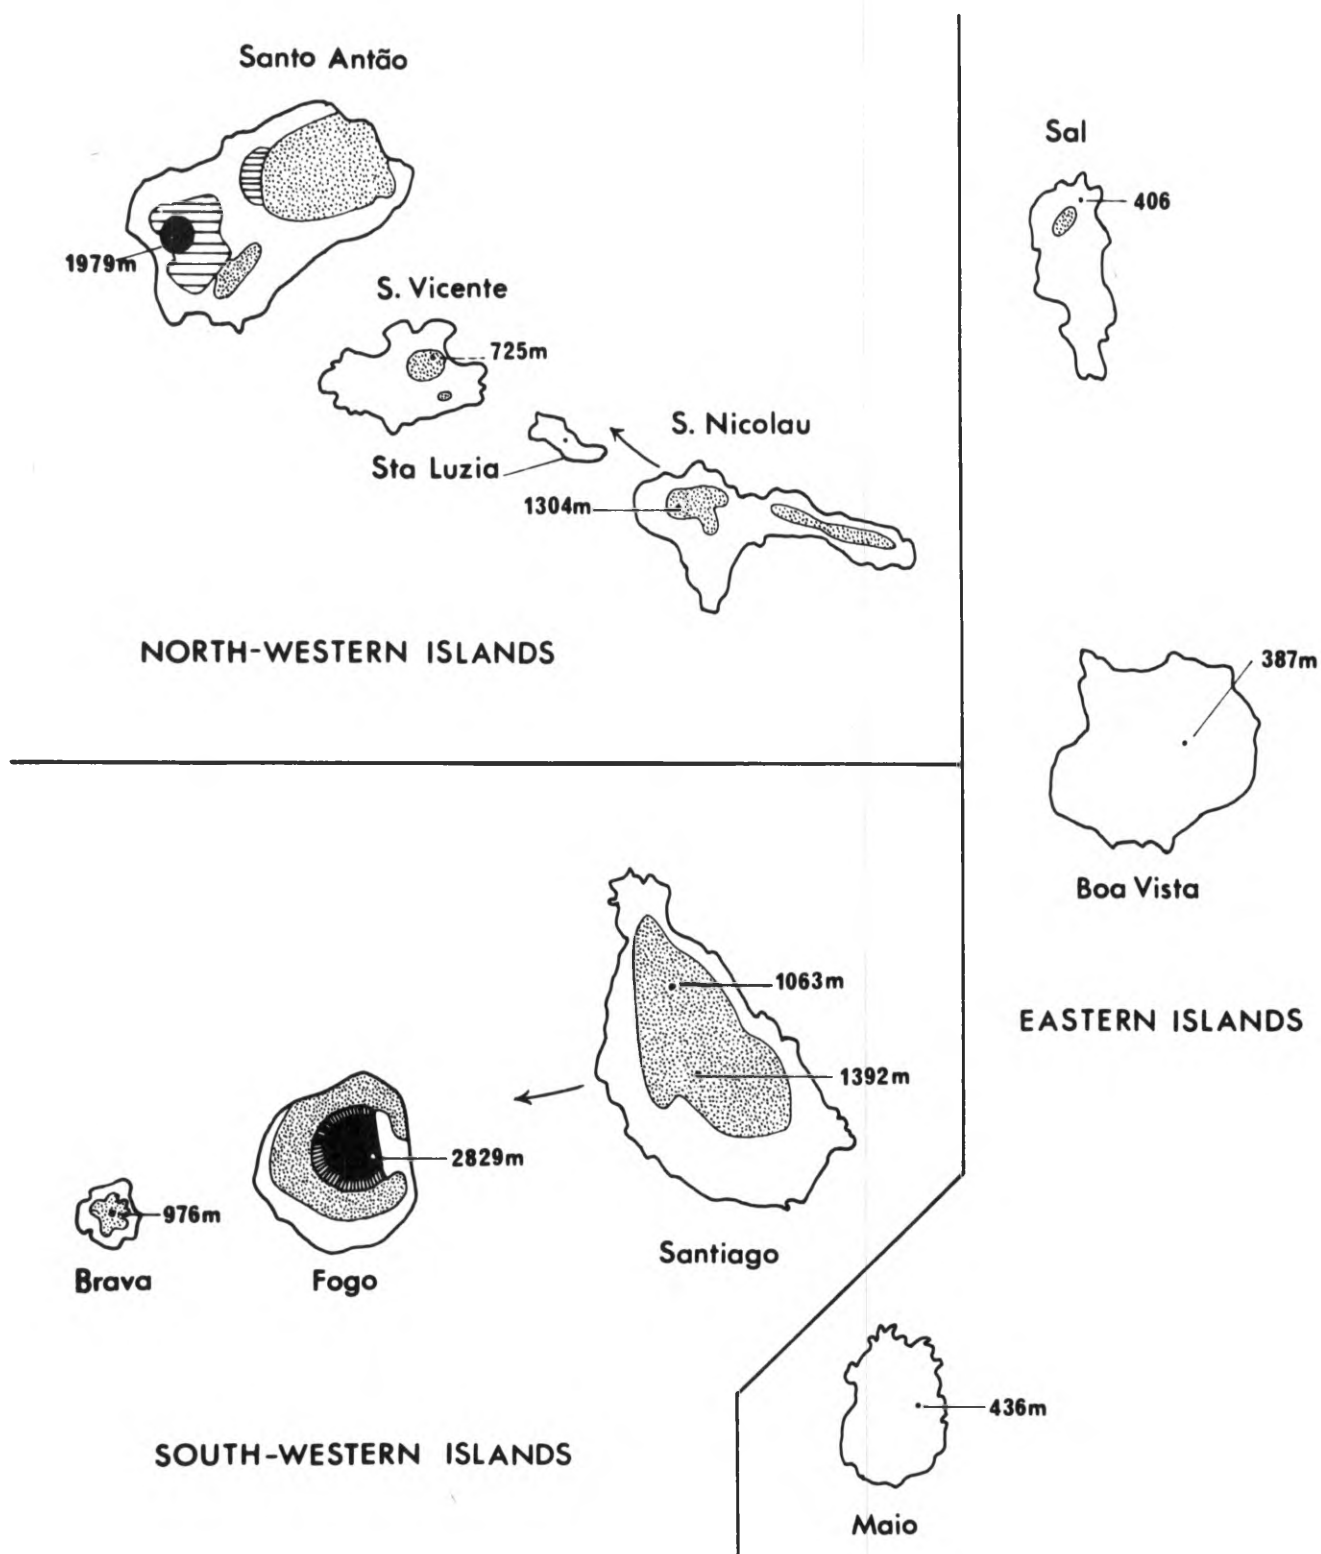 Santo Antão
1979m
S. Vicente
725m
Sta Luzia
S. Nicolau
1304m
NORTH-WESTERN ISLANDS
Sal
406
387m
Boa Vista
EASTERN ISLANDS
1063m
1392m
Santiago
2829m
Fogo
976m
Brava
SOUTH-WESTERN ISLANDS
436m
Maio